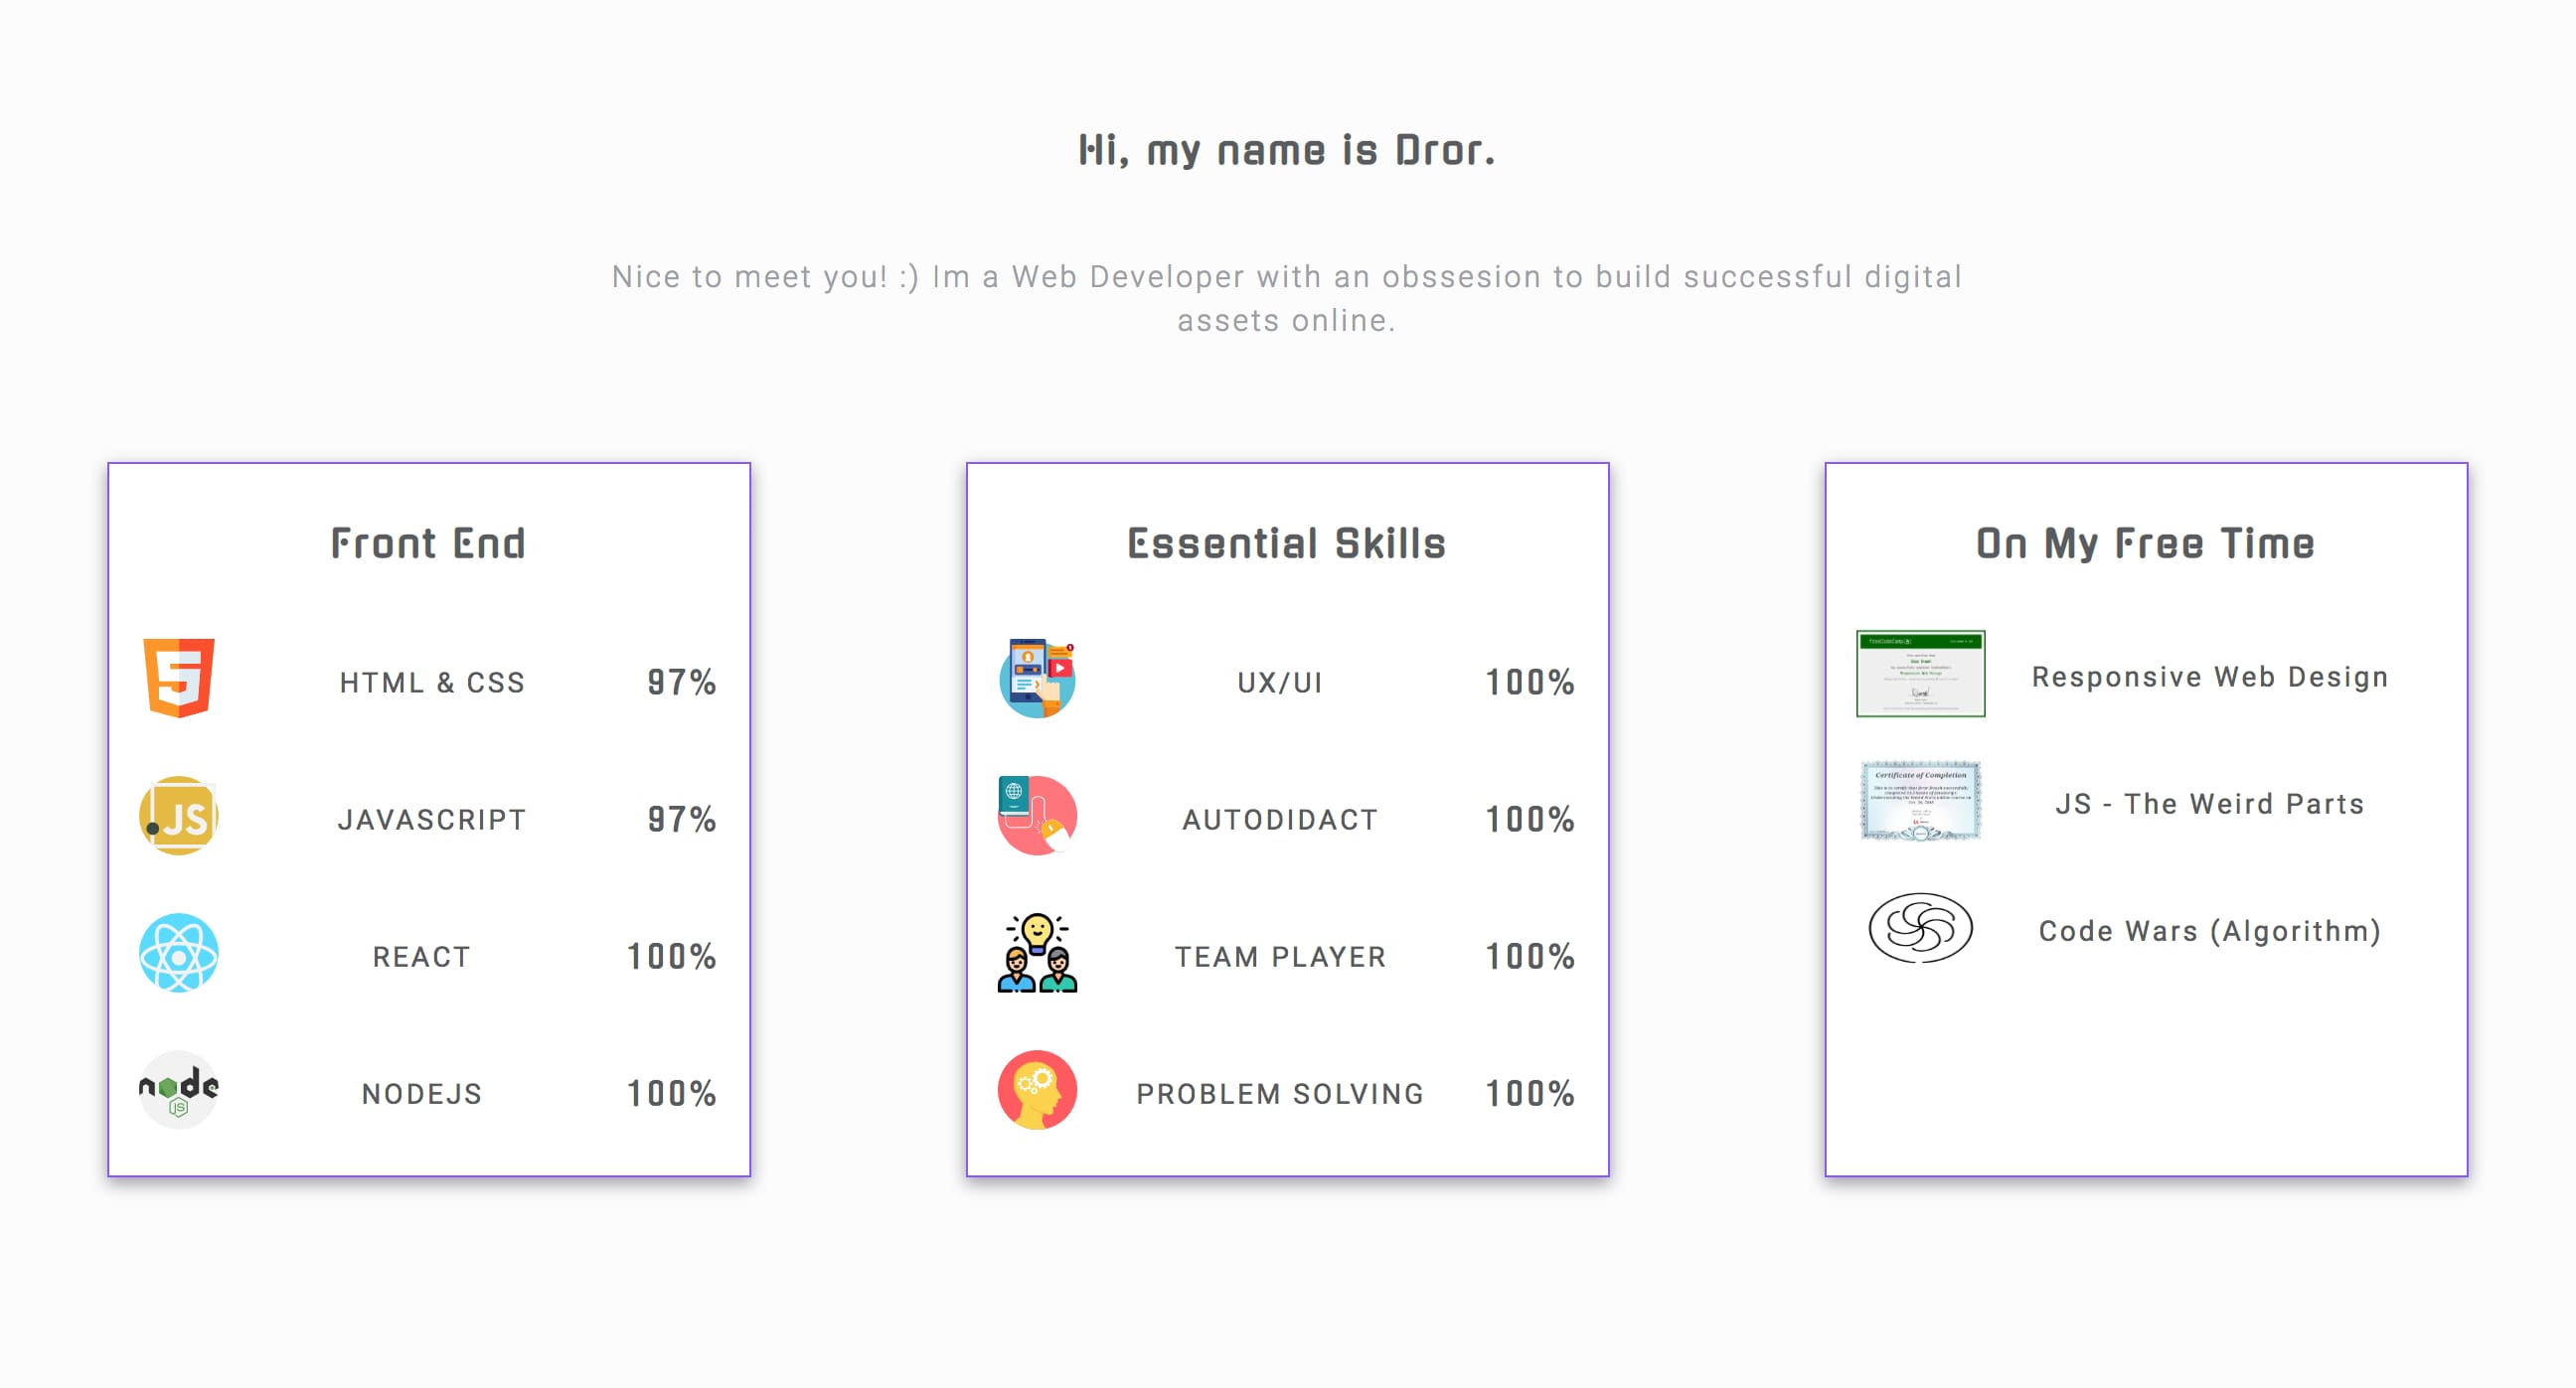 Hi, my name is Dror.
Nice to meet you! :) Im a Web Developer with an obssesion to build successful digital
assets online.
Front End
HTML & CSS 97%
JS
JAVASCRIPT 97%
REACT 100%
node
JS
NODEJS 100%
Essential Skills
UX/UI 100%
AUTODIDACT 100%
TEAM PLAYER 100%
PROBLEM SOLVING 100%
On My Free Time
Responsive Web Design
Certificate of Completion
JS - The Weird Parts
Code Wars (Algorithm)